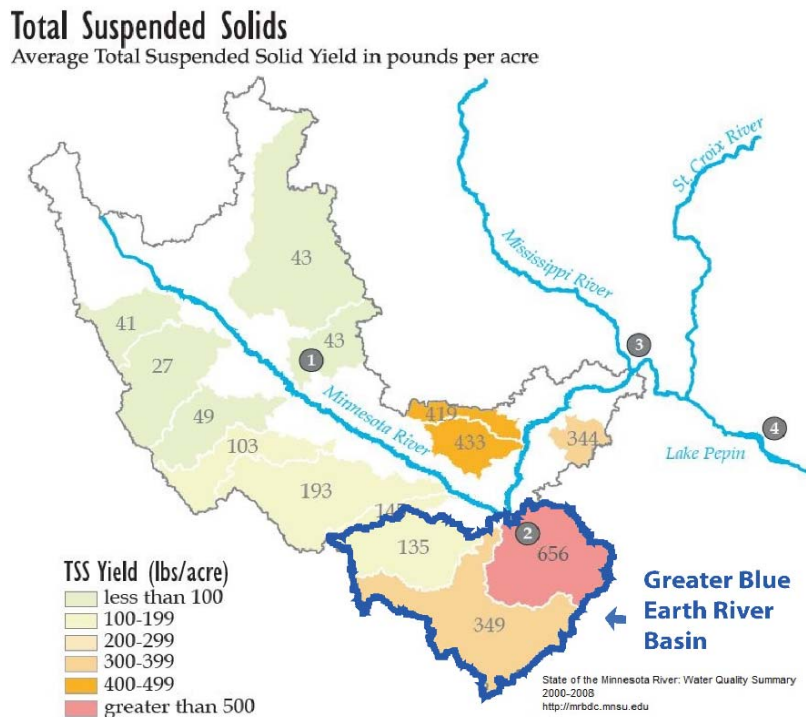 Total Suspended Solids
Average Total Suspended Solid Yield in pounds per acre
St. Croix River
Mississippi River
43
41
43
1
3
27
49
Minnesota River
419
433
344
4
Lake Pepin
103
193
135
2
656
349
TSS Yield (lbs/acre)
less than 100
100-199
200-299
300-399
400-499
greater than 500
Greater Blue
Earth River
Basin
State of the Minnesota River: Water Quality Summary
2000-2008
http://mrbdc.mnsu.edu